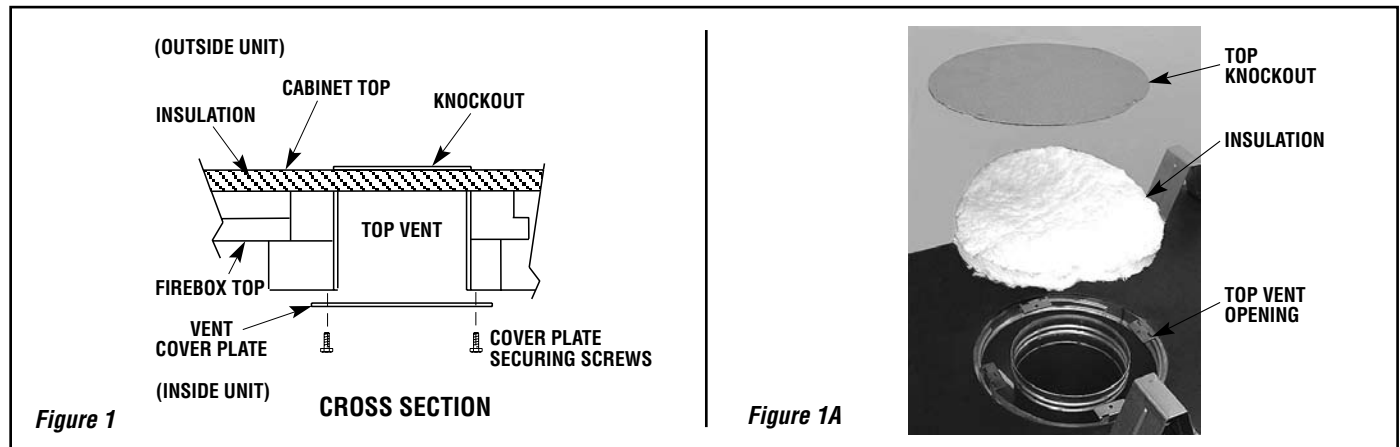 (OUTSIDE UNIT)
CABINET TOP
INSULATION
KNOCKOUT
TOP VENT
FIREBOX TOP
VENT
COVER PLATE
COVER PLATE
SECURING SCREWS
(INSIDE UNIT)
CROSS SECTION
Figure 1
TOP
KNOCKOUT
INSULATION
TOP VENT
OPENING
Figure 1A